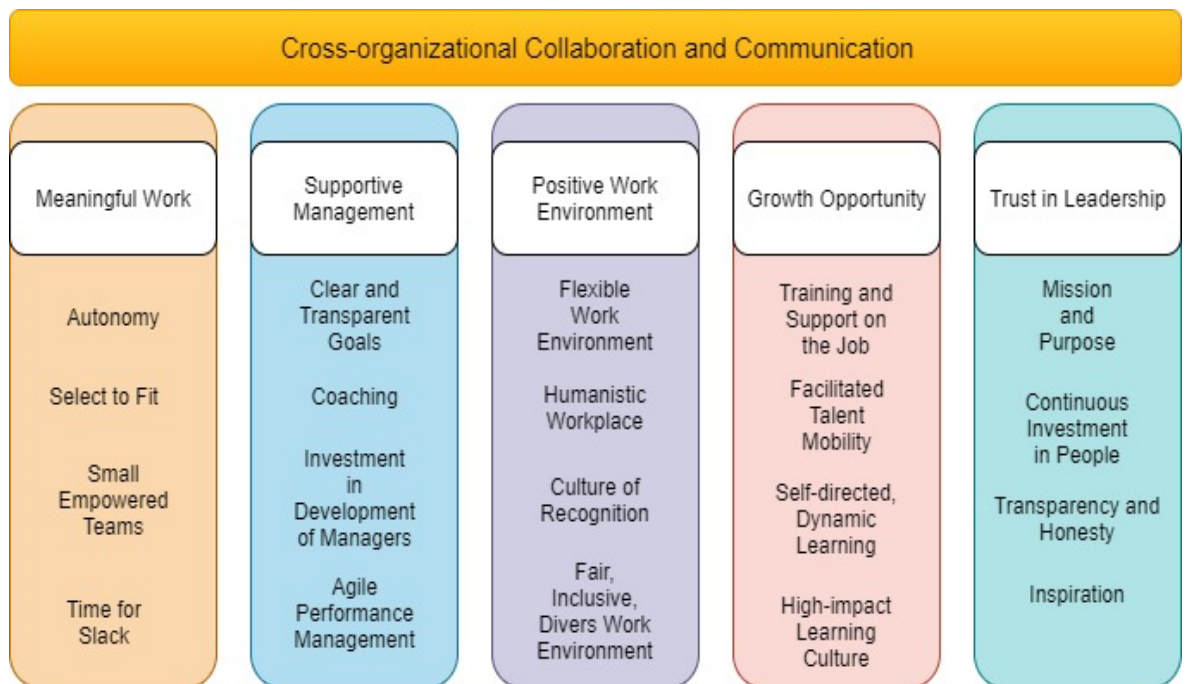 Cross-organizational Collaboration and Communication
Meaningful Work
Autonomy
Select to Fit
Small
Empowered
Teams
Time for
Slack
Supportive
Management
Clear and
Transparent
Goals
Coaching
Investment
in
Development
of Managers
Agile
Performance
Management
Positive Work
Environment
Flexible
Work
Environment
Humanistic
Workplace
Culture of
Recognition
Fair,
Inclusive,
Divers Work
Environment
Growth Opportunity
Training and
Support on
the Job
Facilitated
Talent
Mobility
Self-directed,
Dynamic
Learning
High-impact
Learning
Culture
Trust in Leadership
Mission
and
Purpose
Continuous
Investment
in People
Transparency and
Honesty
Inspiration